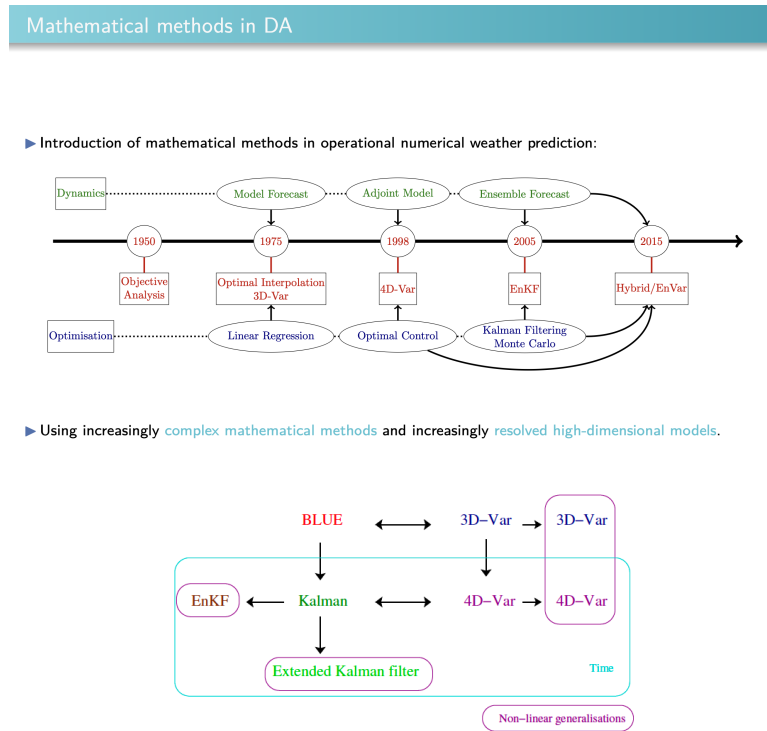 Mathematical methods in DA
▶ Introduction of mathematical methods in operational numerical weather prediction:
Dynamics
Model Forecast
Adjoint Model
Ensemble Forecast
1950
1975
1998
2005
2015
Objective
Analysis
Optimal Interpolation
3D-Var
4D-Var
EnKF
Hybrid/EnVar
Optimisation
Linear Regression
Optimal Control
Kalman Filtering
Monte Carlo
▶ Using increasingly complex mathematical methods and increasingly resolved high-dimensional models.
BLUE
3D–Var
3D–Var
EnKF
Kalman
4D–Var
4D–Var
Extended Kalman filter
Time
Non–linear generalisations